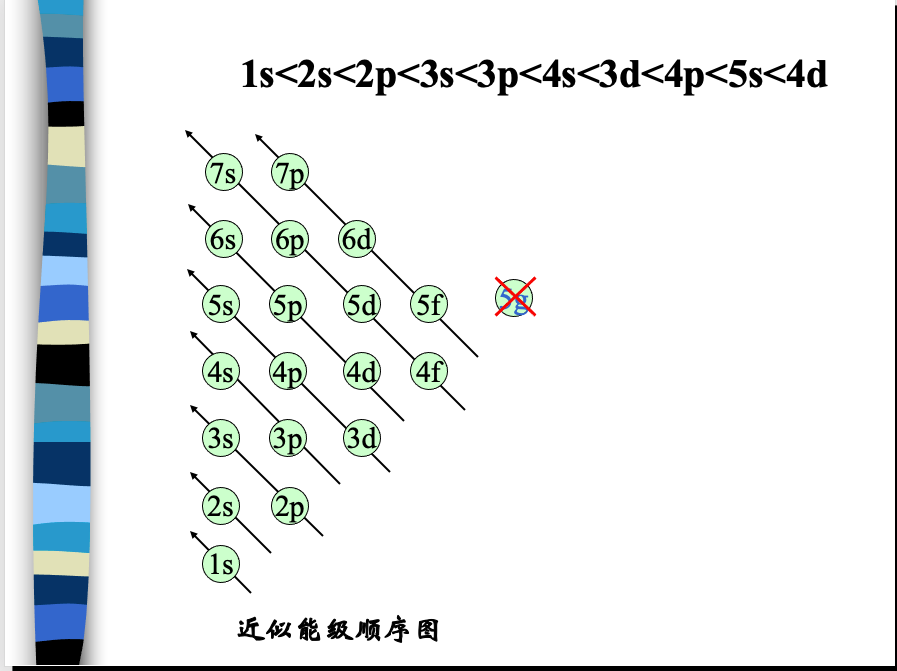 1s<2s<2p<3s<3p<4s<3d<4p<5s<4d
7s 7p
6s 6p 6d
5s 5p 5d 5f 5g
4s 4p 4d 4f
3s 3p 3d
2s 2p
1s
近似能级顺序图